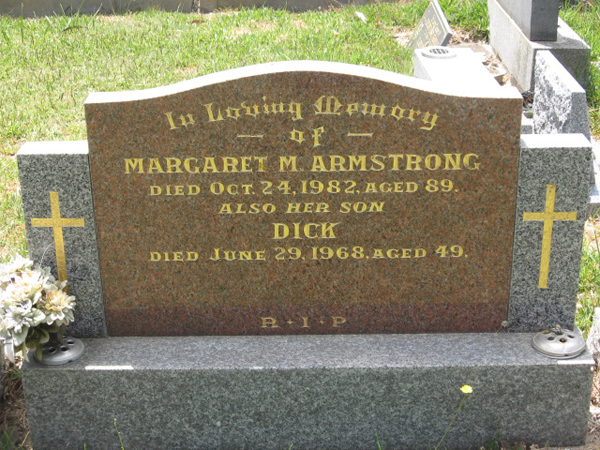 In Loving Memory
— of —
MARGARET M. ARMSTRONG
DIED OCT. 24, 1982, AGED 89.
ALSO HER SON
DICK
DIED JUNE 29, 1968, AGED 49.
R · I · P